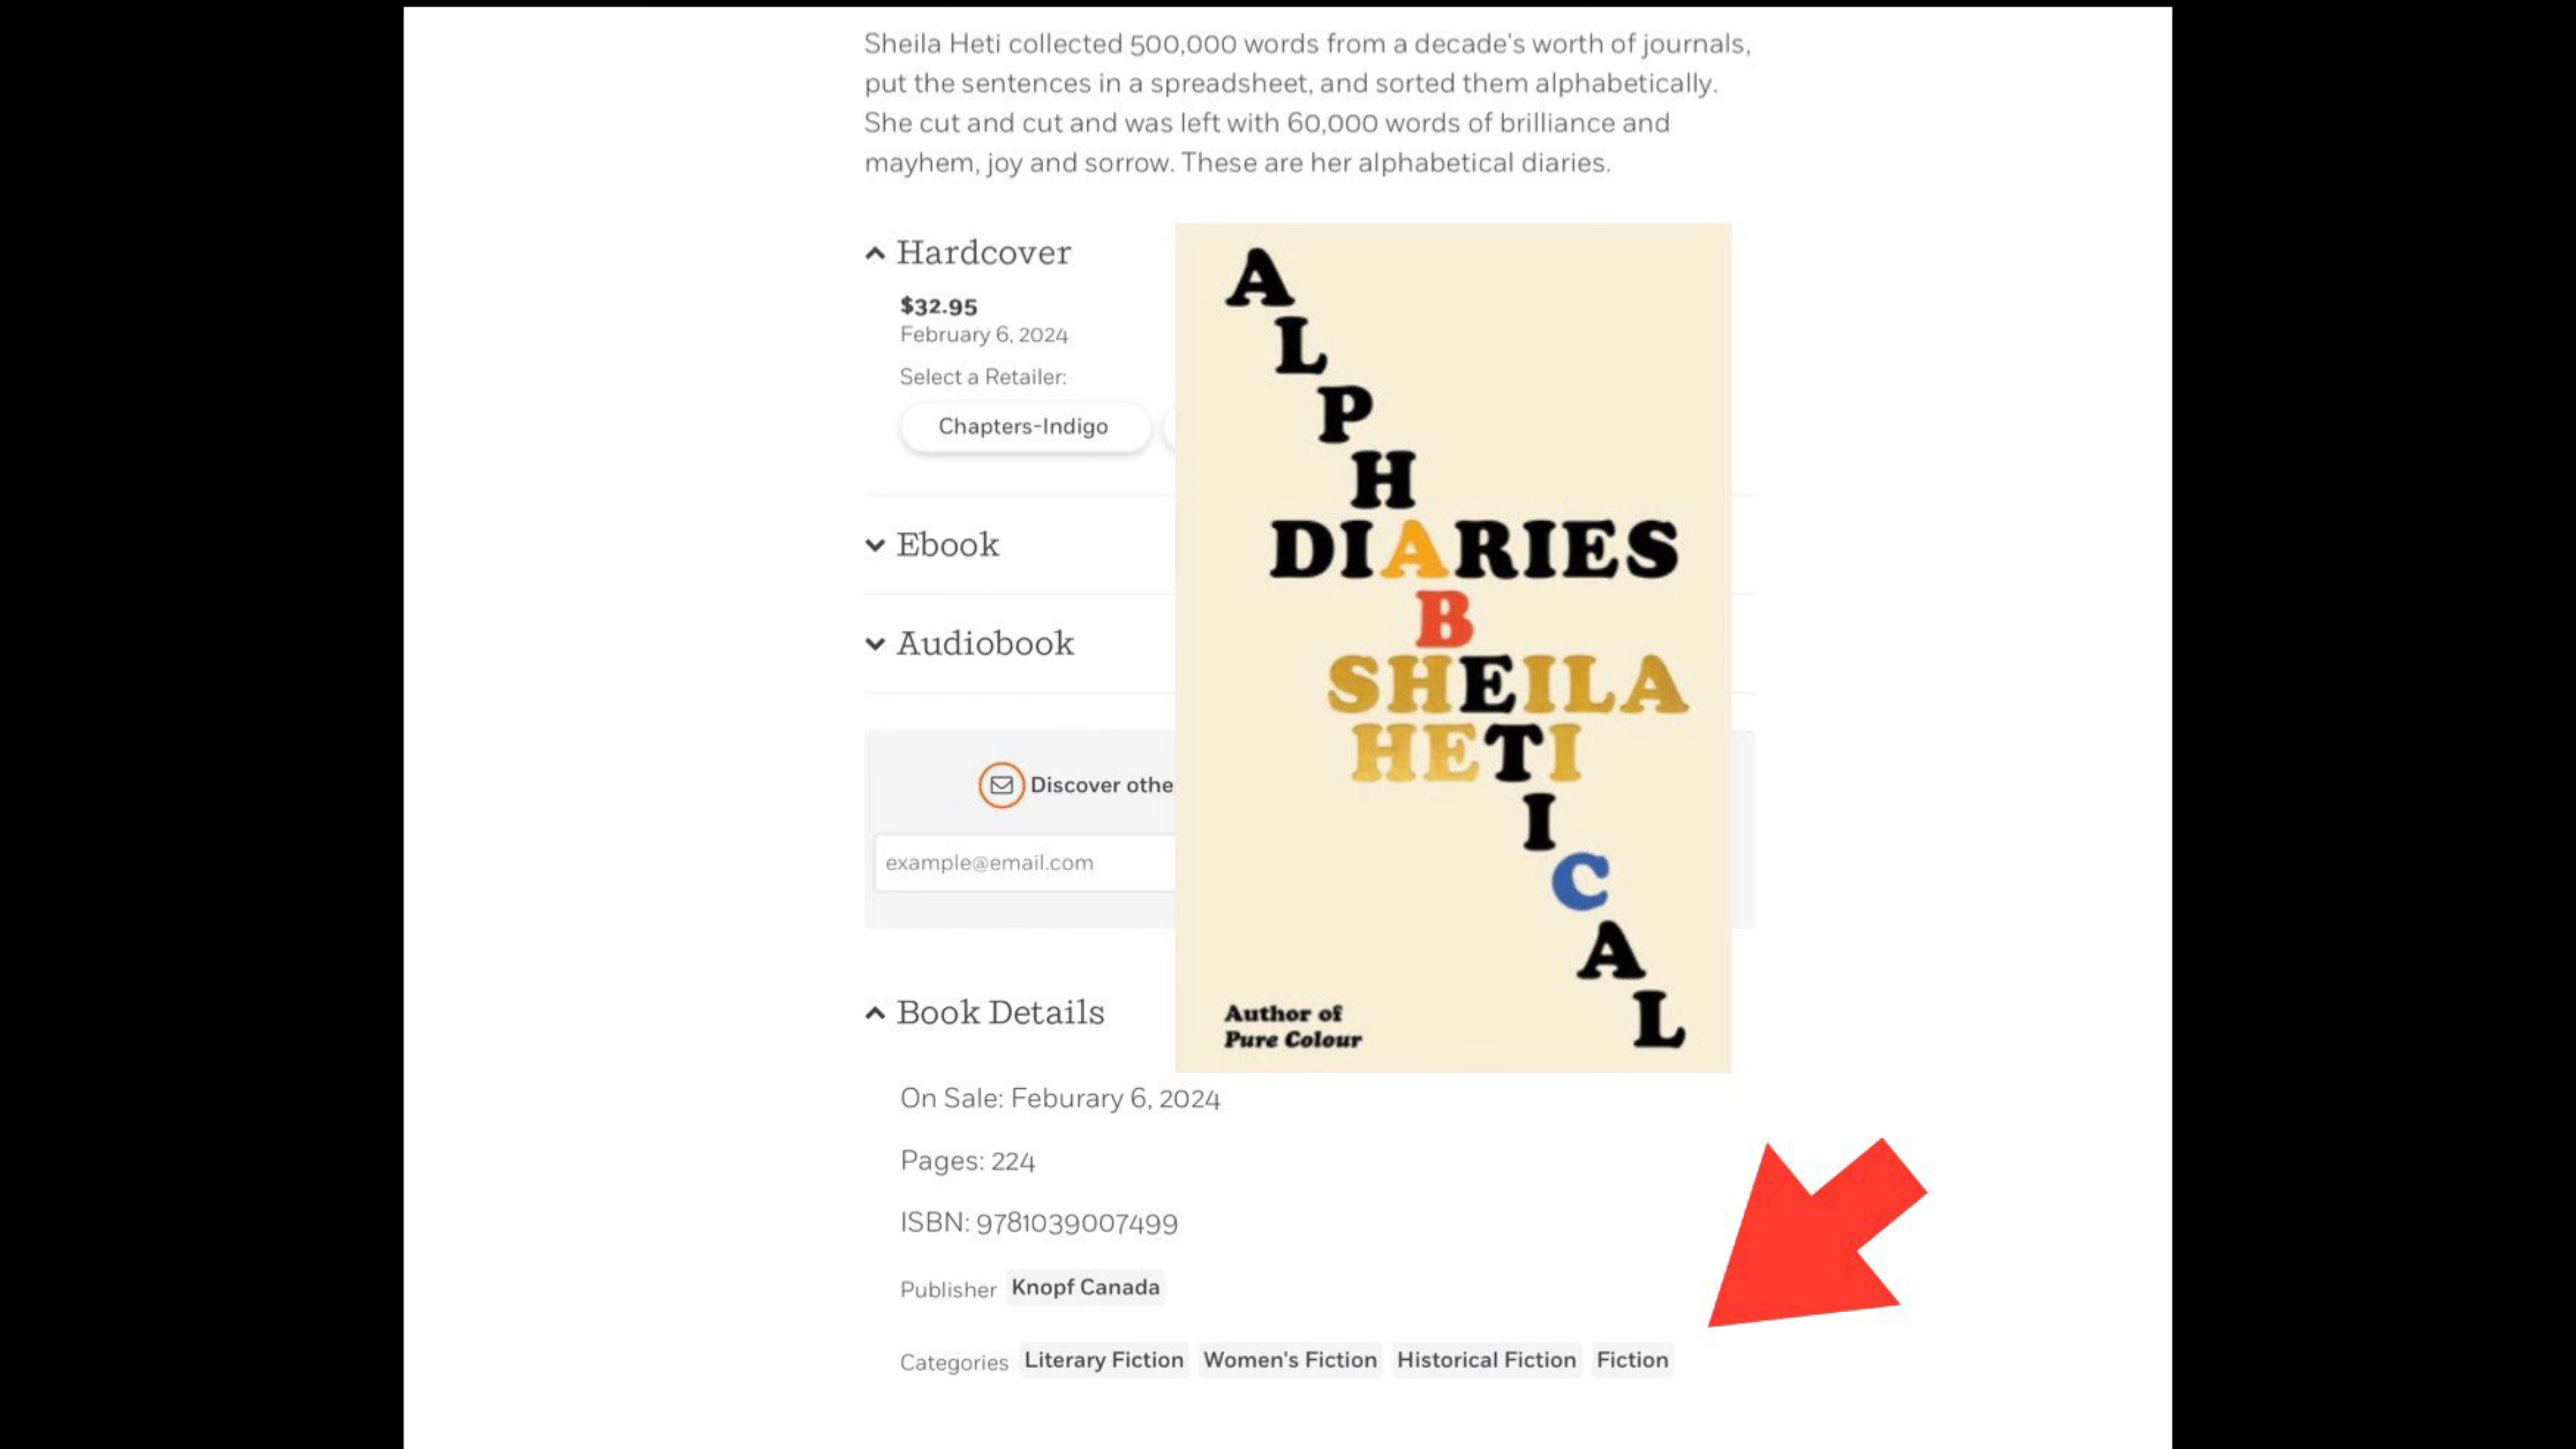 Sheila Heti collected 500,000 words from a decade's worth of journals,
put the sentences in a spreadsheet, and sorted them alphabetically.
She cut and cut and was left with 60,000 words of brilliance and
mayhem, joy and sorrow. These are her alphabetical diaries.
Hardcover
$32.95
February 6, 2024
Select a Retailer:
Chapters-Indigo
Ebook
Audiobook
Discover othe
example@email.com
A
L
P
H
DIARIES
B
SHEILA
HETI
I
C
A
L
Author of
Pure Colour
Book Details
On Sale: Feburary 6, 2024
Pages: 224
ISBN: 9781039007499
Publisher Knopf Canada
Categories Literary Fiction Women's Fiction Historical Fiction Fiction